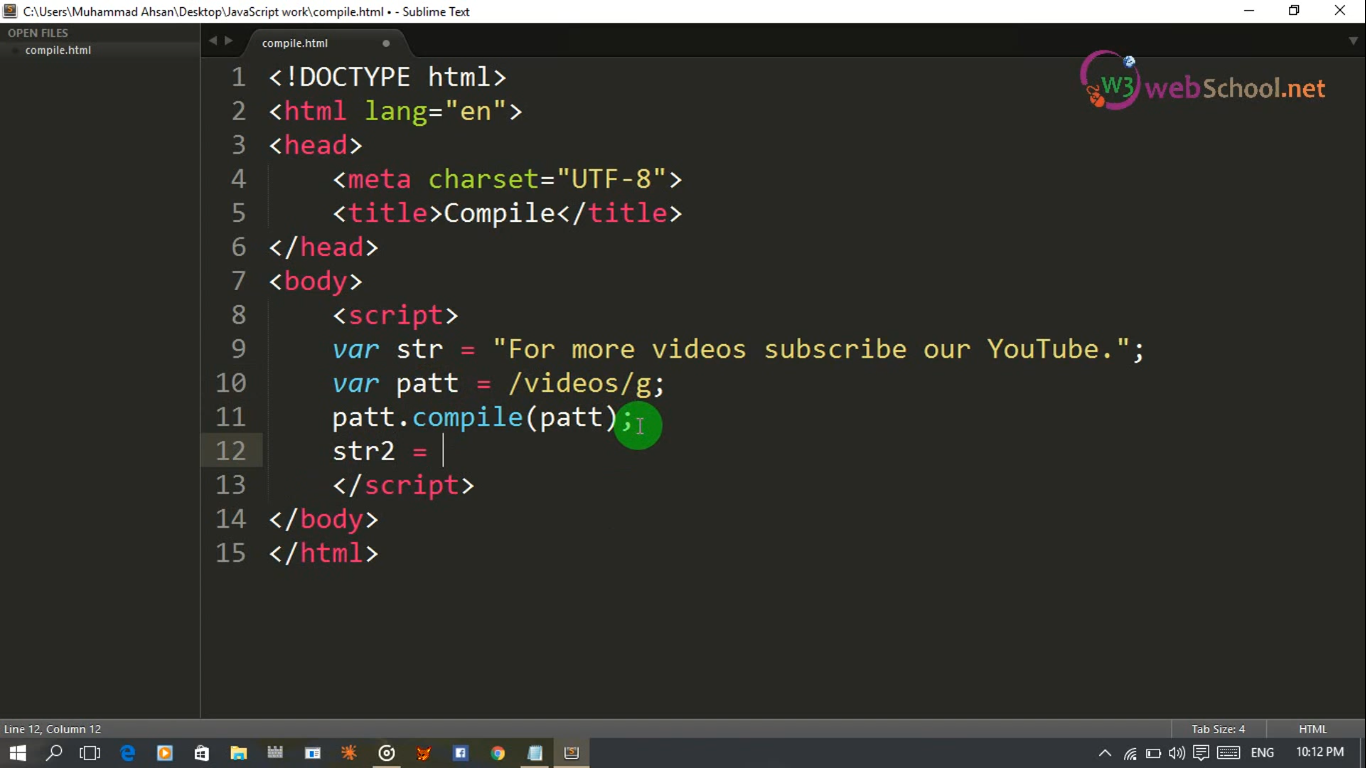 C:\Users\Muhammad Ahsan\Desktop\JavaScript work\compile.html • - Sublime Text
OPEN FILES
compile.html
compile.html
W3 webSchool.net
1 <!DOCTYPE html>
2 <html lang="en">
3 <head>
4 <meta charset="UTF-8">
5 <title>Compile</title>
6 </head>
7 <body>
8 <script>
9 var str = "For more videos subscribe our YouTube.";
10 var patt = /videos/g;
11 patt.compile(patt);
12 str2 =
13 </script>
14 </body>
15 </html>
Line 12, Column 12
Tab Size: 4
HTML
ENG
10:12 PM